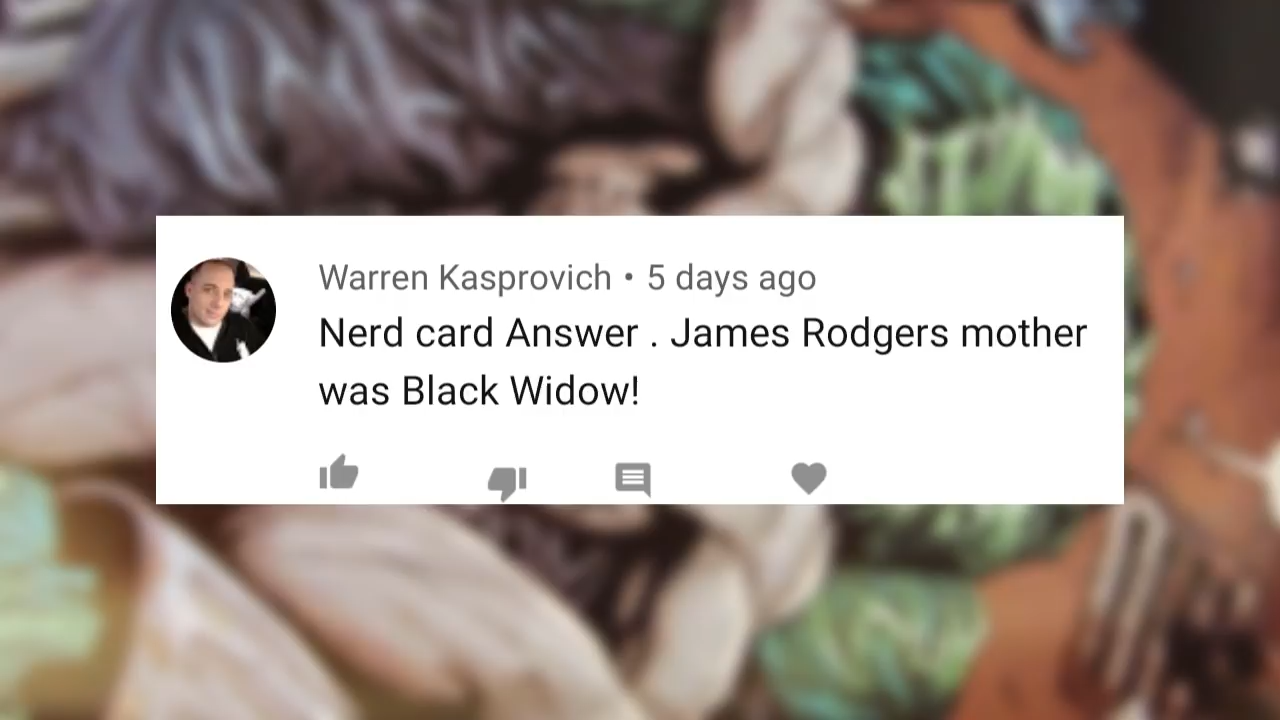 Warren Kasprovich • 5 days ago
Nerd card Answer . James Rodgers mother
was Black Widow!